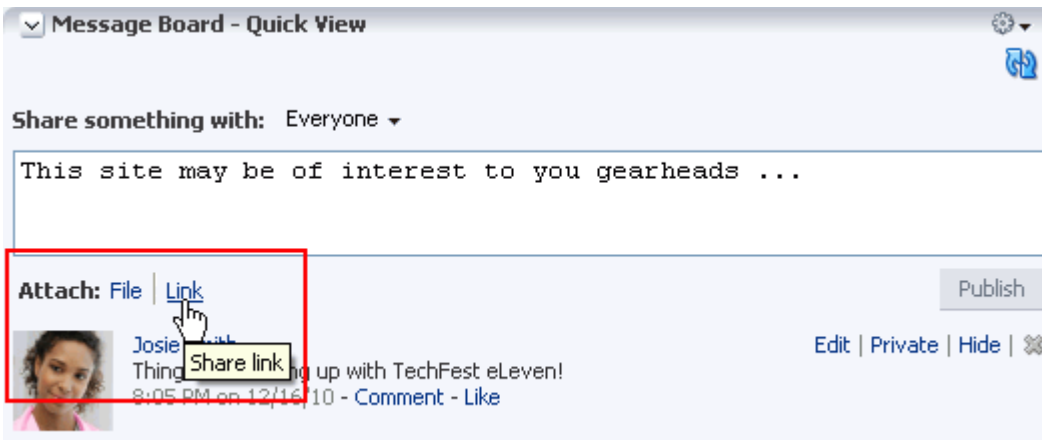 Message Board - Quick View
Share something with: Everyone
This site may be of interest to you gearheads ...
Attach: File | Link
Publish
Josie
Edit | Private | Hide |
Share link
Thing up with TechFest eLeven!
8:05 PM on 12/16/10 - Comment - Like